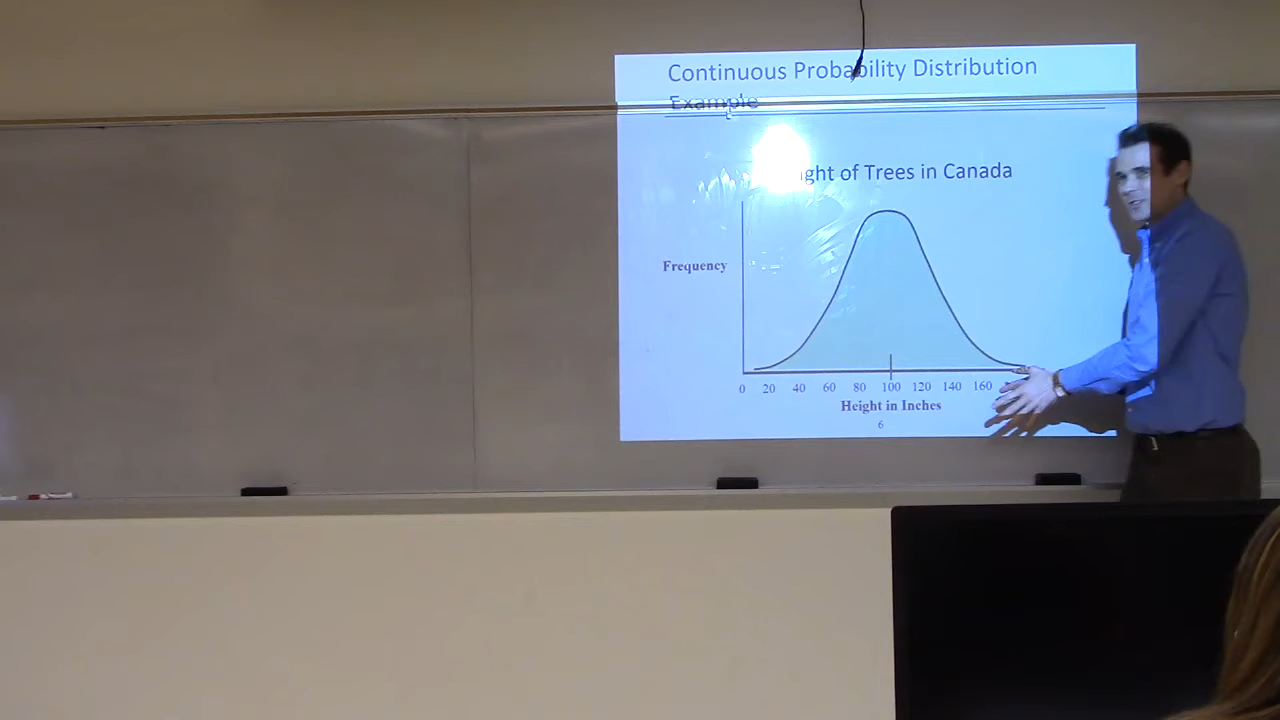 Continuous Probability Distribution
Example
ght of Trees in Canada
Frequency
0 20 40 60 80 100 120 140 160
Height in Inches
6